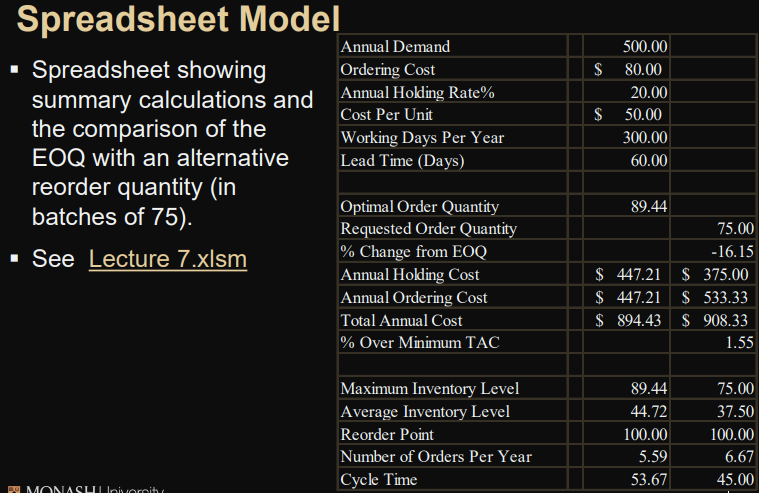 Spreadsheet Model
▪ Spreadsheet showing
summary calculations and
the comparison of the
EOQ with an alternative
reorder quantity (in
batches of 75).
▪ See Lecture 7.xlsm
Annual Demand 500.00
Ordering Cost $ 80.00
Annual Holding Rate% 20.00
Cost Per Unit $ 50.00
Working Days Per Year 300.00
Lead Time (Days) 60.00
Optimal Order Quantity 89.44
Requested Order Quantity 75.00
% Change from EOQ -16.15
Annual Holding Cost $ 447.21 $ 375.00
Annual Ordering Cost $ 447.21 $ 533.33
Total Annual Cost $ 894.43 $ 908.33
% Over Minimum TAC 1.55
Maximum Inventory Level 89.44 75.00
Average Inventory Level 44.72 37.50
Reorder Point 100.00 100.00
Number of Orders Per Year 5.59 6.67
Cycle Time 53.67 45.00
MONASH University